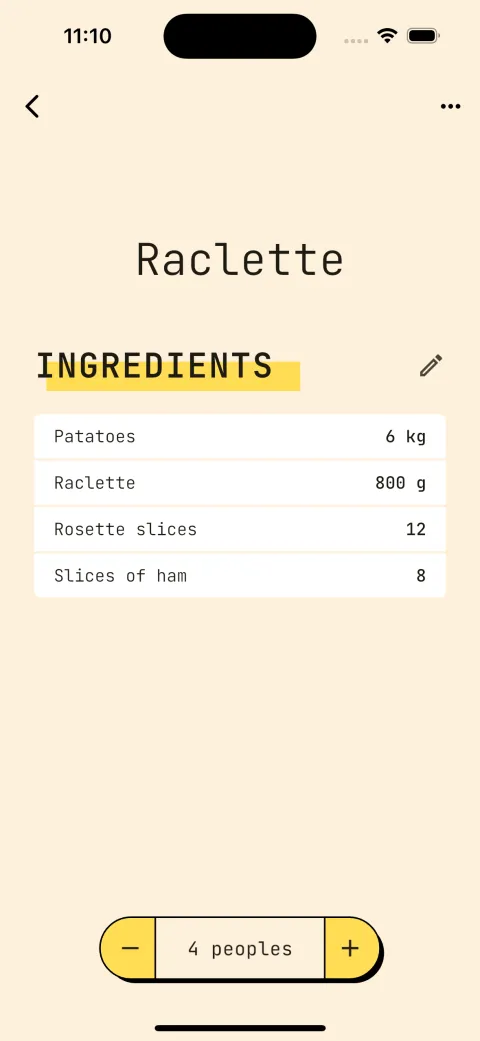 11:10
Raclette
INGREDIENTS
Patatoes 6 kg
Raclette 800 g
Rosette slices 12
Slices of ham 8
4 peoples